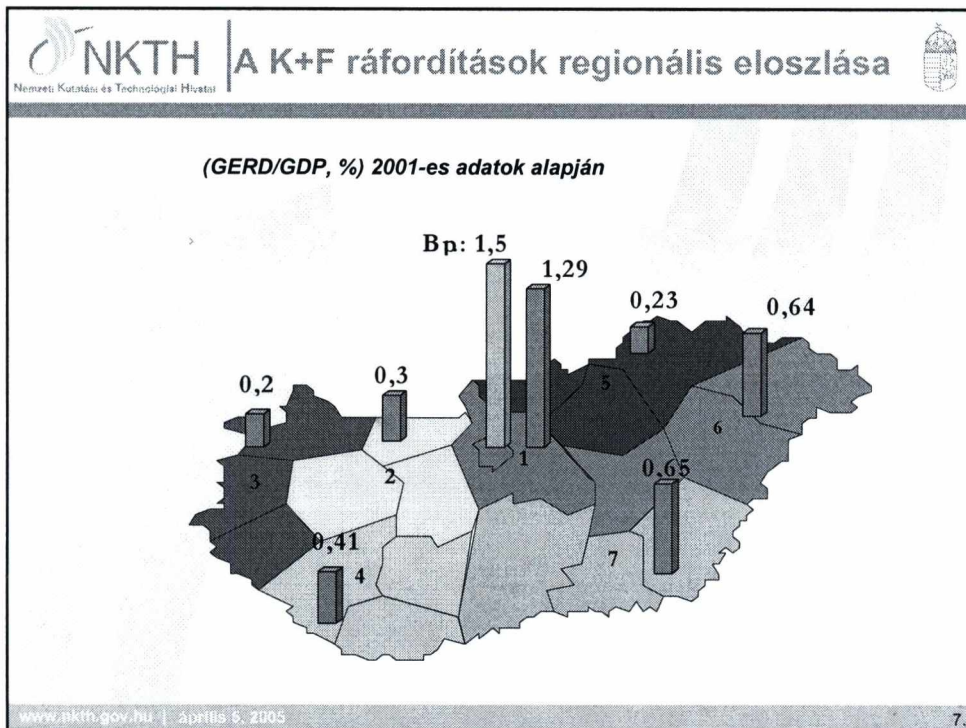 NKTH
Nemzeti Kutatási és Technológiai Hivatal
A K+F ráfordítások regionális eloszlása
(GERD/GDP, %) 2001-es adatok alapján
Bp: 1,5
1,29
0,23
0,64
0,2
0,3
5
6
1
0,65
3
2
0,41
4
7
www.nkth.gov.hu | április 5, 2005
7.